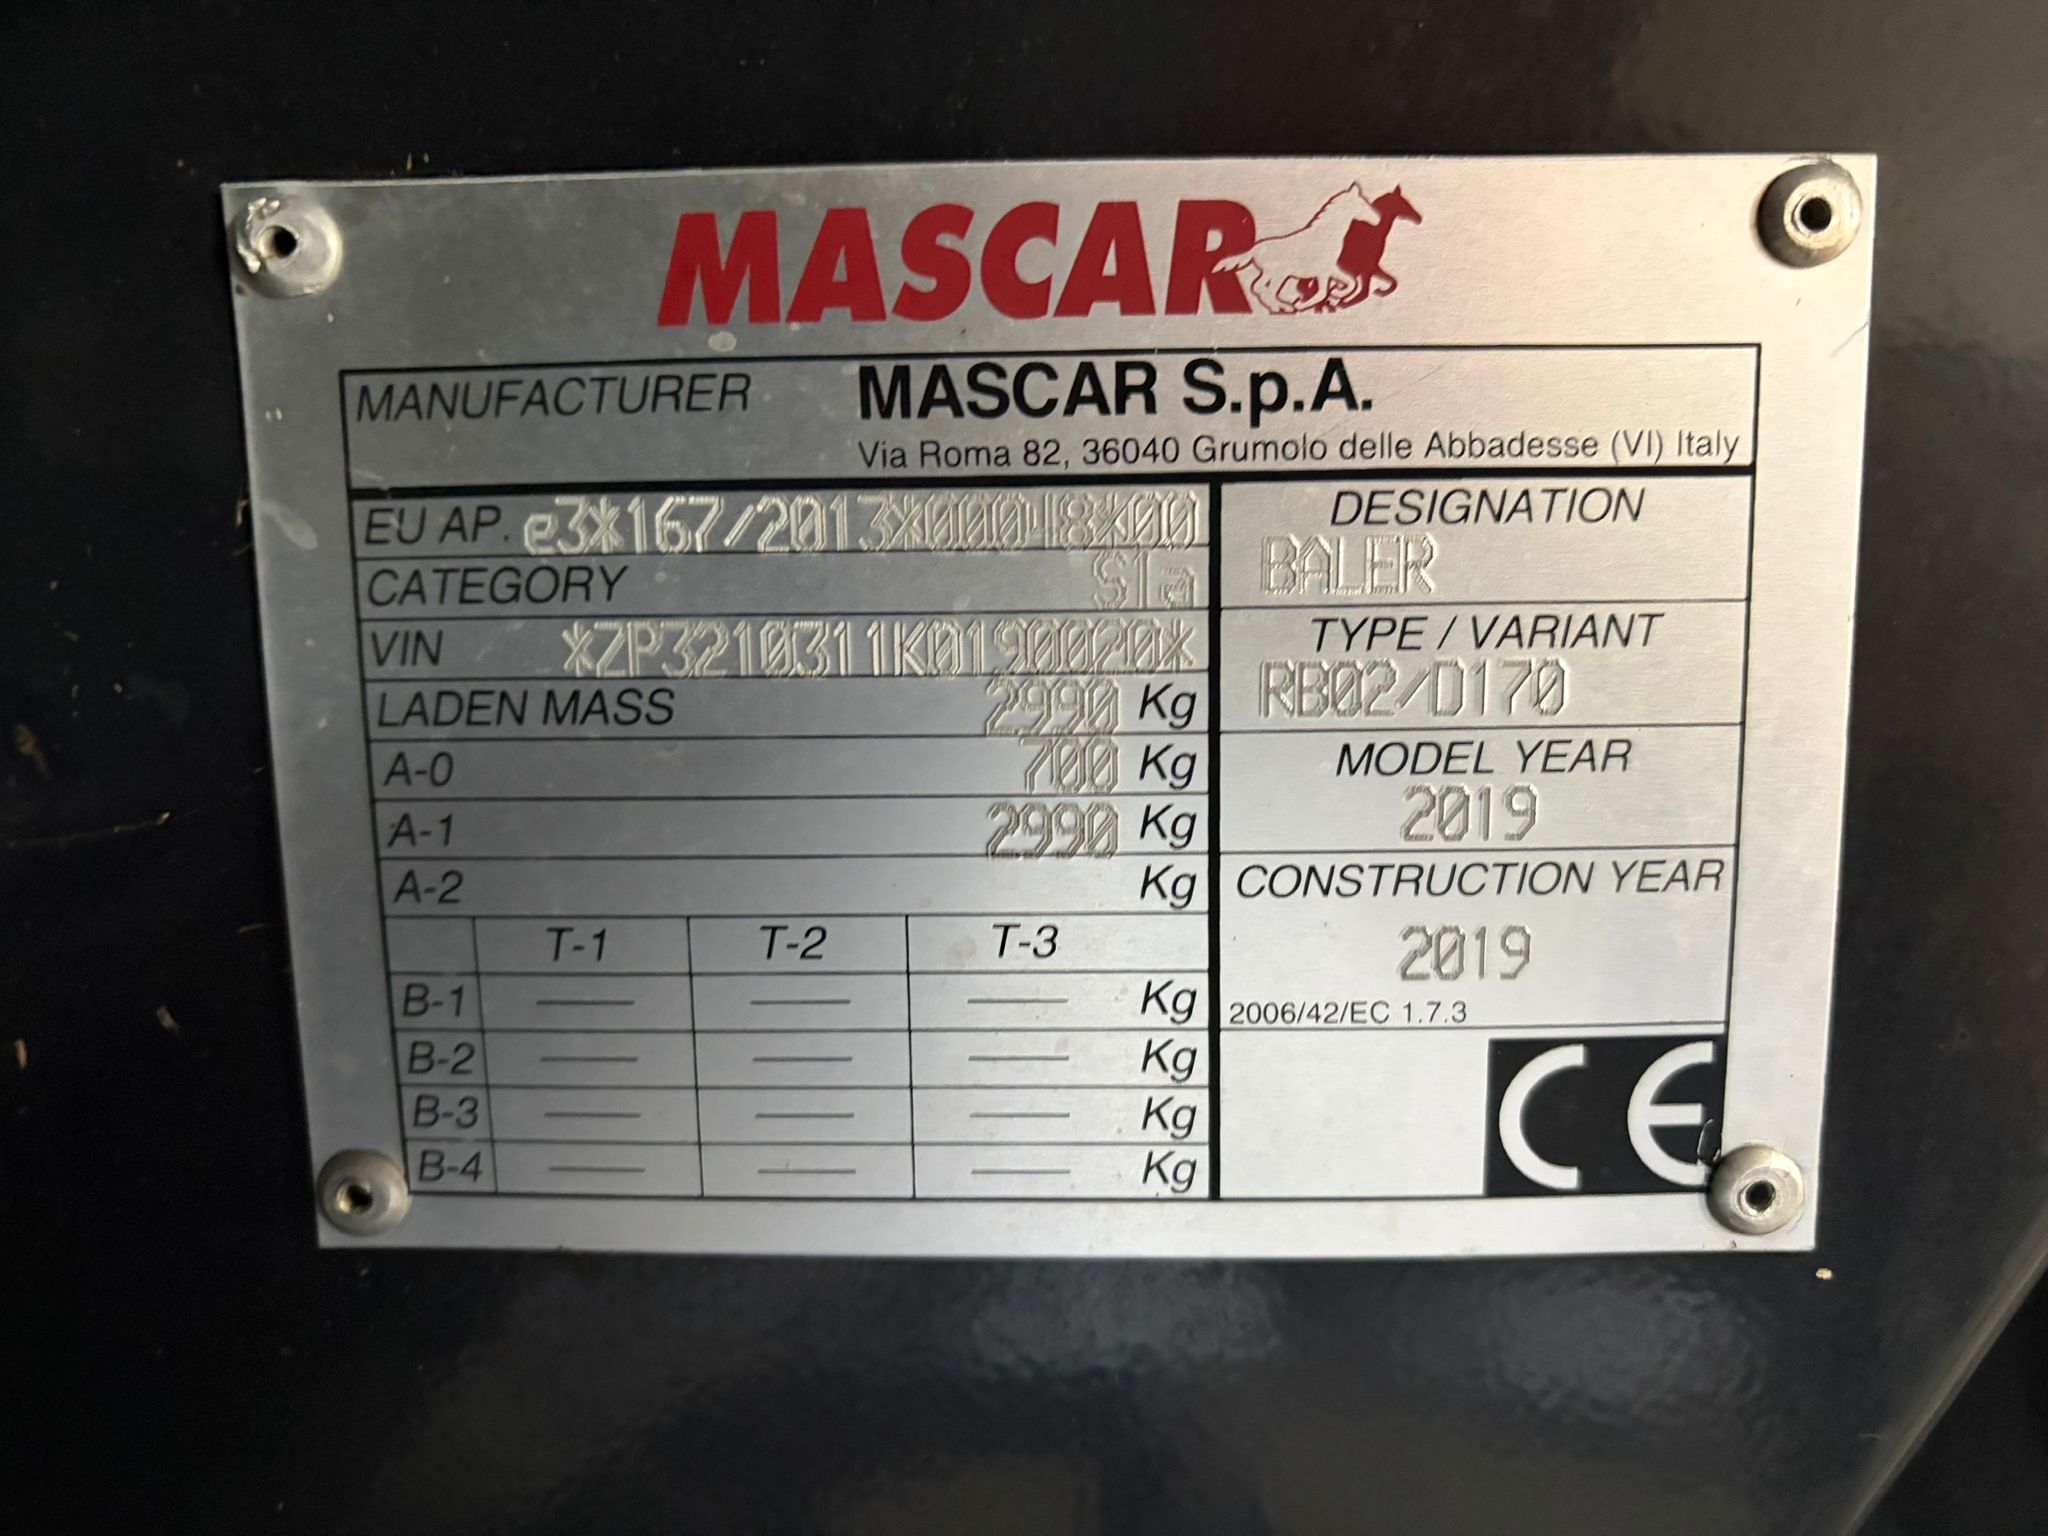 MASCAR
MANUFACTURER MASCAR S.p.A.
Via Roma 82, 36040 Grumolo delle Abbadesse (VI) Italy
EU AP. e3*167/2013*00048*00
CATEGORY S1a
VIN *ZP3210311K0190020*
LADEN MASS 2990 Kg
A-0 700 Kg
A-1 2990 Kg
A-2 Kg
T-1 T-2 T-3
B-1 — — — Kg
B-2 — — — Kg
B-3 — — — Kg
B-4 — — — Kg
DESIGNATION
BALER
TYPE / VARIANT
RB02/D170
MODEL YEAR
2019
CONSTRUCTION YEAR
2019
2006/42/EC 1.7.3
CE